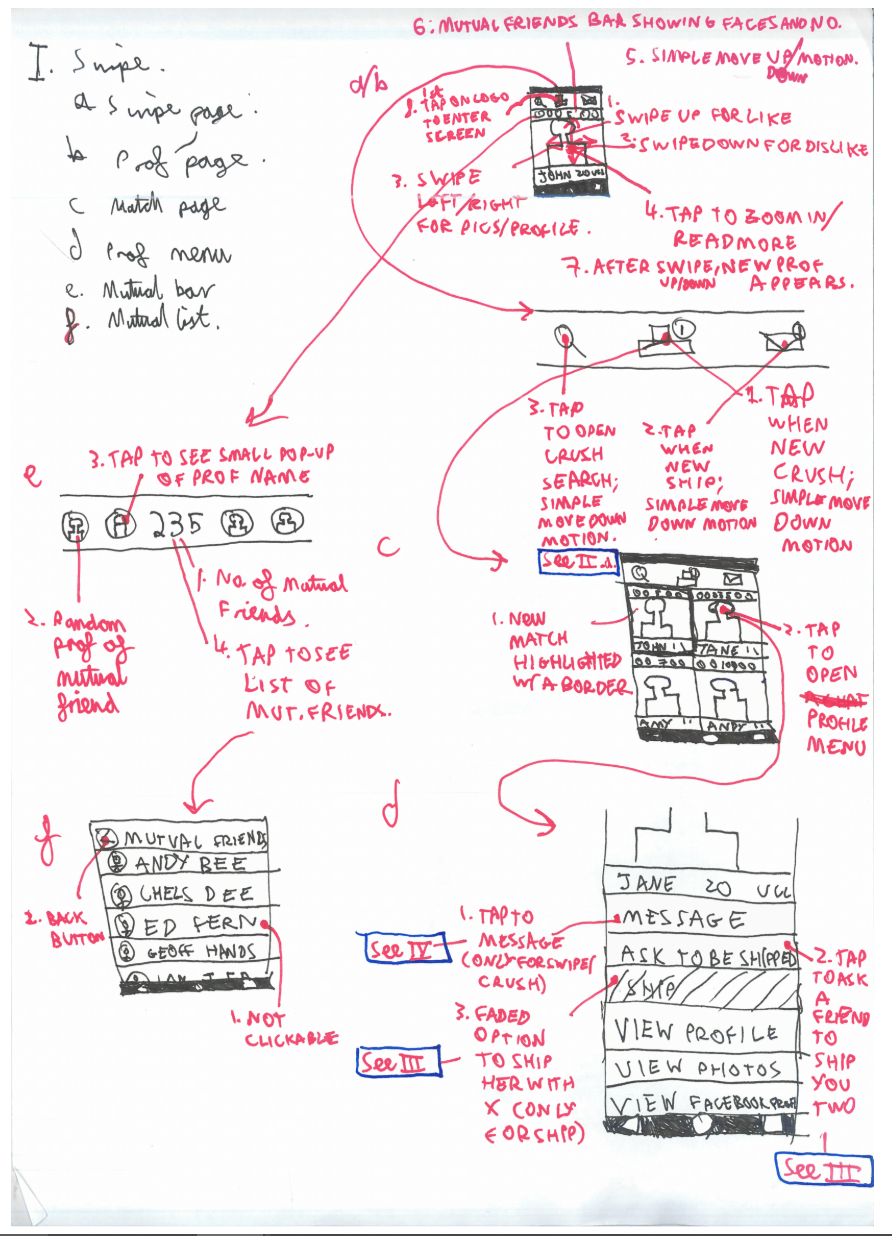 I. Swipe.
a Swipe page.
b Prof page.
c Match page
d Prof menu
e. Mutual bar
f. Mutual list.
6: MUTUAL FRIENDS BAR SHOWING FACES AND NO.
5. SIMPLE MOVE UP/MOTION.
DOWN
a/b
1st
8. TAP ON LOGO
TO ENTER
SCREEN
1.
SWIPE UP FOR LIKE
2: SWIPE DOWN FOR DISLIKE
JOHN 20 UCL
3. SWIPE
LEFT/RIGHT
FOR PICS/PROFILE.
4. TAP TO ZOOM IN/
READMORE
7. AFTER SWIPE, NEW PROF
UP/DOWN APPEARS.
1
3. TAP
TO OPEN
CRUSH
SEARCH;
SIMPLE
MOVE DOWN
MOTION.
2. TAP
WHEN
NEW
SHIP;
SIMPLE MOVE
DOWN MOTION
1. TAP
WHEN
NEW
CRUSH;
SIMPLE MOVE
DOWN
MOTION
See II.a.
e
3. TAP TO SEE SMALL POP-UP
OF PROF NAME
235
1. No. of Mutual
Friends.
2. Random
prof of
mutual
friend
4. TAP TO SEE
LIST OF
MUT. FRIENDS.
c
1. NEW
MATCH
HIGHLIGHTED
W/ A BORDER
JOHN 11
JANE 11
00700
AMY 11
ANDY 11
2. TAP
TO
OPEN
PROFILE
MENU
f
MUTUAL FRIENDS
ANDY BEE
CHELS DEE
ED FERN
GEOFF HANDS
2. BACK
BUTTON
1. NOT
CLICKABLE
d
JANE 20 UCL
MESSAGE
ASK TO BE SHIPPED
SHIP
VIEW PROFILE
VIEW PHOTOS
VIEW FACEBOOK PROF
1. TAP TO
MESSAGE
(ONLY FOR SWIPE/
CRUSH)
See IV
3. FADED
OPTION
TO SHIP
HER WITH
X (ONLY
FOR SHIP)
See III
2. TAP
TO ASK
A
FRIEND
TO
SHIP
YOU
TWO
See III